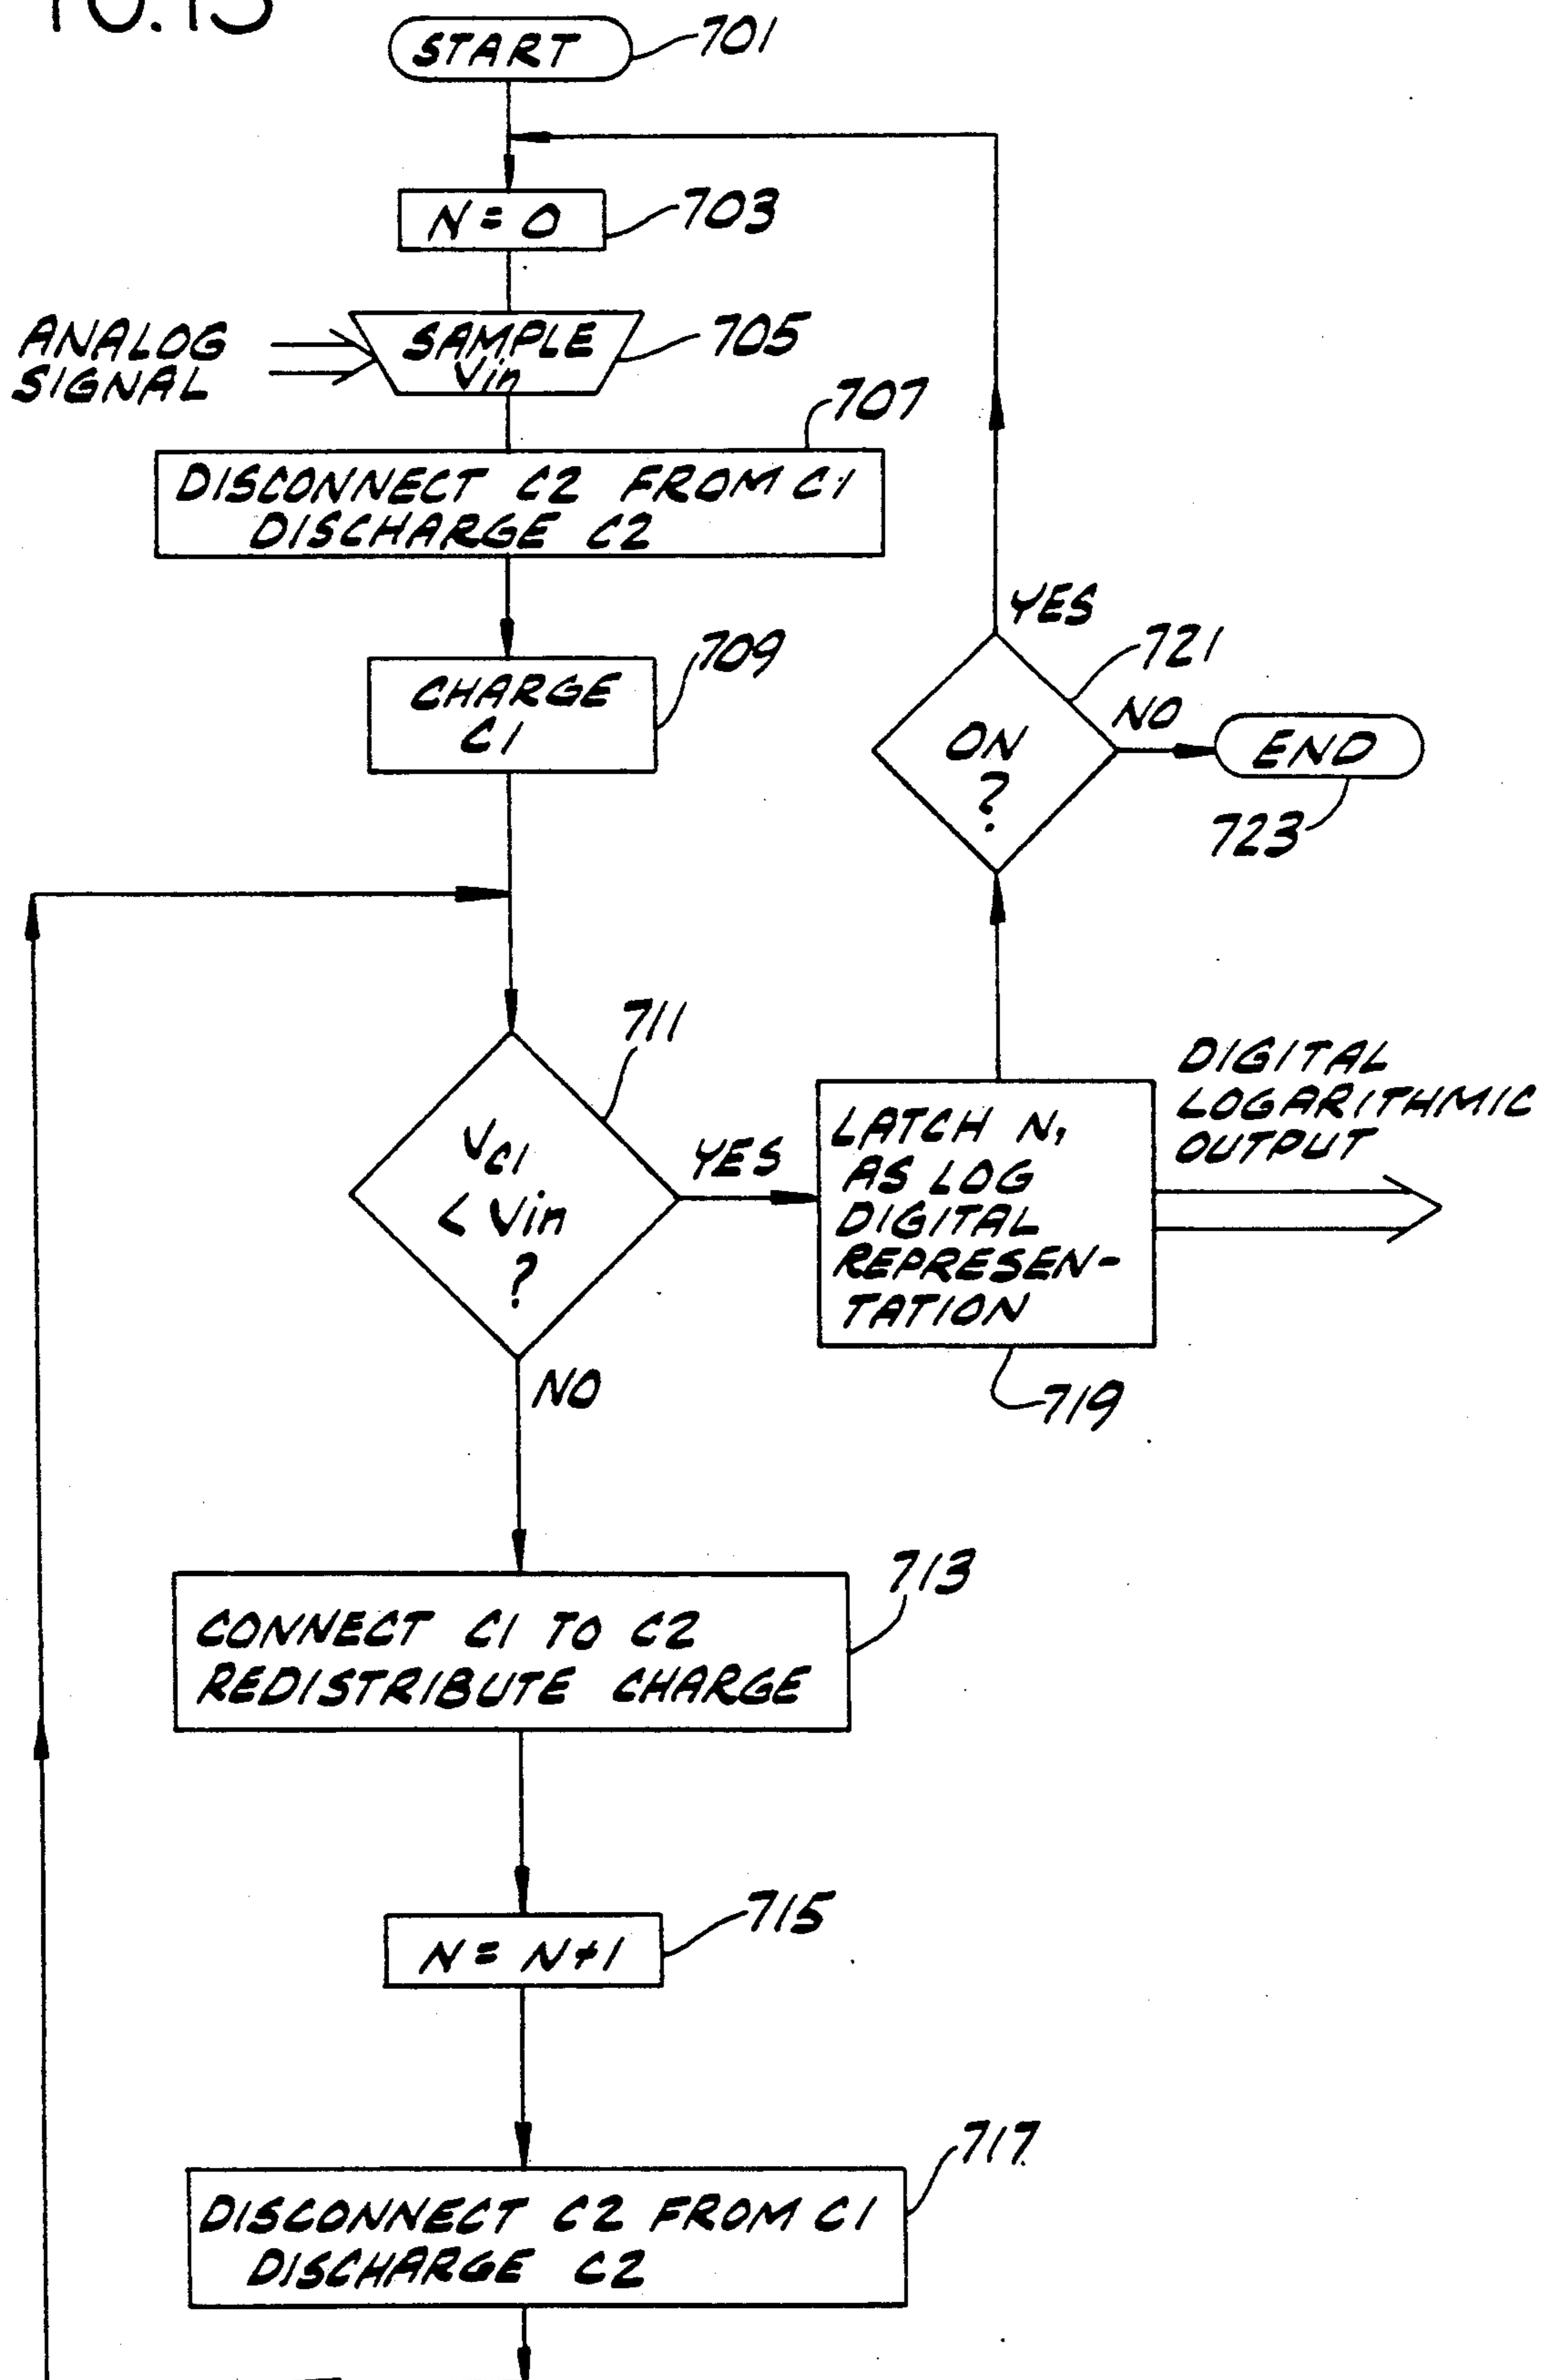 START
701
N = 0
703
ANALOG
SIGNAL
SAMPLE
Vin
705
707
DISCONNECT C2 FROM C1
DISCHARGE C2
CHARGE
C1
709
YES
721
ON
?
NO
END
723
711
VC1
< Vin
?
YES
NO
LATCH N,
AS LOG
DIGITAL
REPRESEN-
TATION
719
DIGITAL
LOGARITHMIC
OUTPUT
713
CONNECT C1 TO C2
REDISTRIBUTE CHARGE
N = N+1
715
717
DISCONNECT C2 FROM C1
DISCHARGE C2